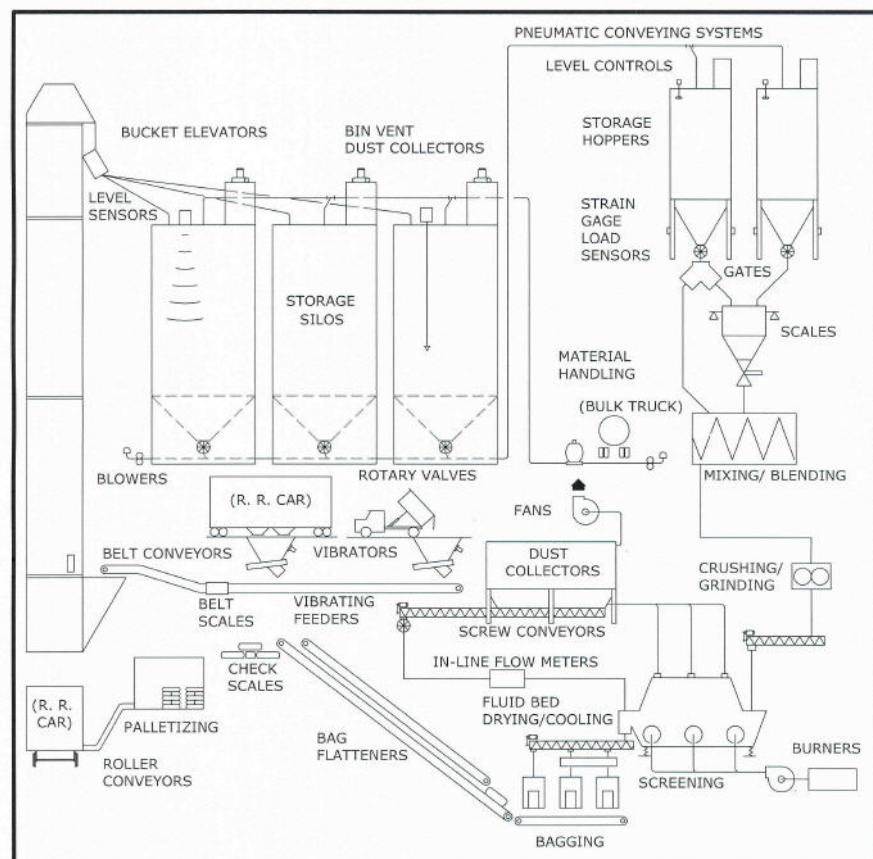 PNEUMATIC CONVEYING SYSTEMS
LEVEL CONTROLS
BUCKET ELEVATORS
BIN VENT
DUST COLLECTORS
STORAGE
HOPPERS
LEVEL
SENSORS
STRAIN
GAGE
LOAD
SENSORS
GATES
STORAGE
SILOS
SCALES
MATERIAL
HANDLING
(BULK TRUCK)
BLOWERS
ROTARY VALVES
MIXING/ BLENDING
(R. R. CAR)
FANS
BELT CONVEYORS
VIBRATORS
DUST
COLLECTORS
CRUSHING/
GRINDING
BELT
SCALES
VIBRATING
FEEDERS
SCREW CONVEYORS
CHECK
SCALES
IN-LINE FLOW METERS
(R. R.
CAR)
PALLETIZING
FLUID BED
DRYING/COOLING
BAG
FLATTENERS
ROLLER
CONVEYORS
SCREENING
BURNERS
BAGGING